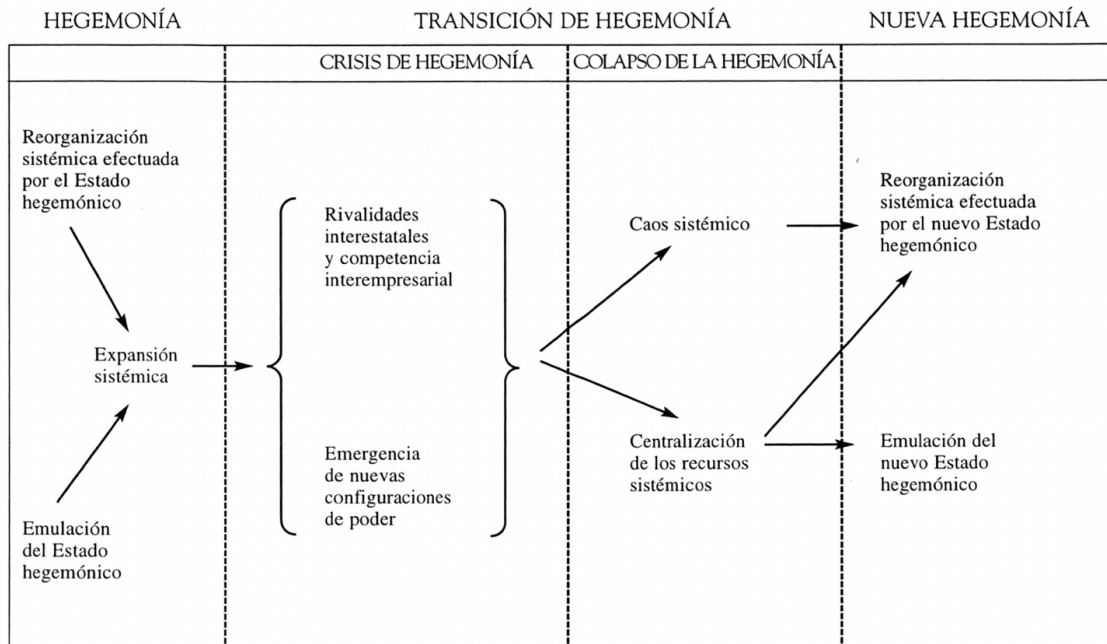 HEGEMONÍA
TRANSICIÓN DE HEGEMONÍA
NUEVA HEGEMONÍA
CRISIS DE HEGEMONÍA
COLAPSO DE LA HEGEMONÍA
Reorganización
sistémica efectuada
por el Estado
hegemónico
Expansión
sistémica
Emulación
del Estado
hegemónico
Rivalidades
interestatales
y competencia
interempresarial
Emergencia
de nuevas
configuraciones
de poder
Caos sistémico
Centralización
de los recursos
sistémicos
Reorganización
sistémica efectuada
por el nuevo Estado
hegemónico
Emulación del
nuevo Estado
hegemónico